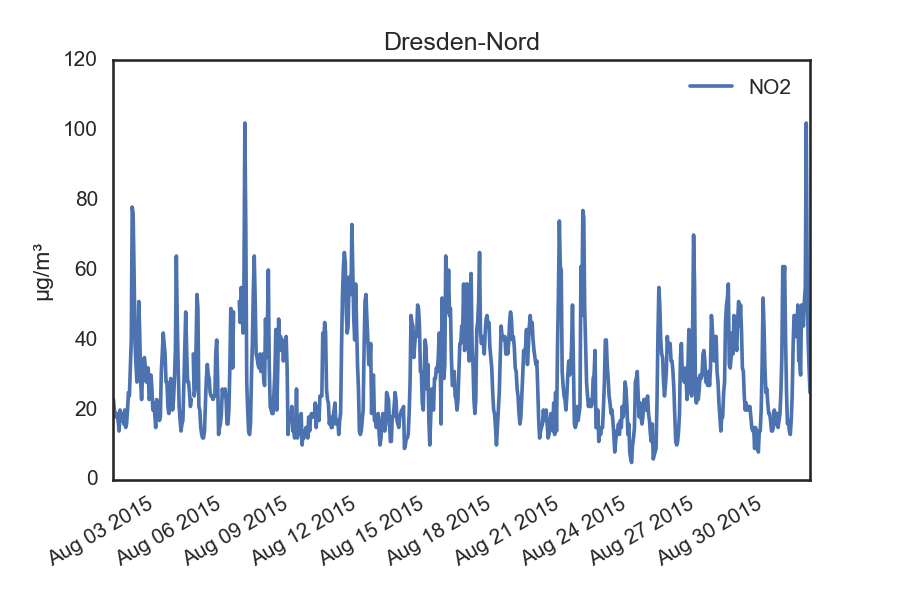 Dresden-Nord
120
100
80
60
40
20
0
µg/m³
NO2
Aug 03 2015
Aug 06 2015
Aug 09 2015
Aug 12 2015
Aug 15 2015
Aug 18 2015
Aug 21 2015
Aug 24 2015
Aug 27 2015
Aug 30 2015